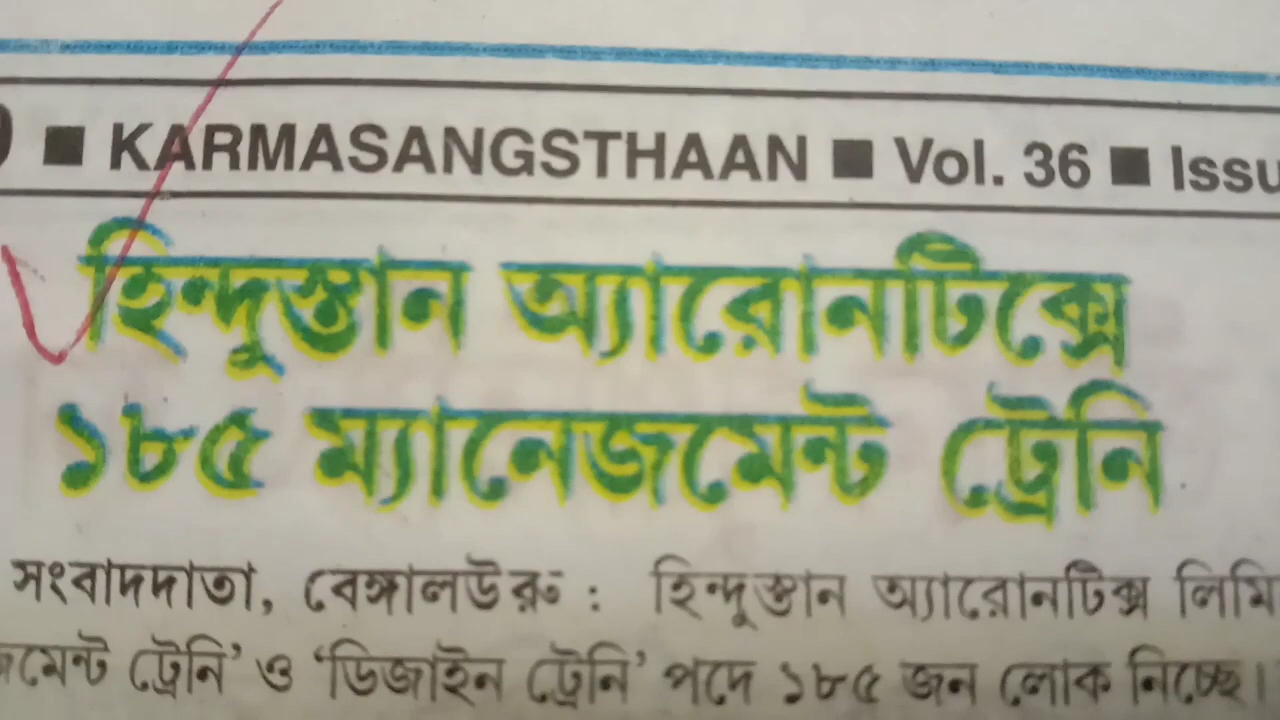 ■ KARMASANGSTHAAN ■ Vol. 36 ■
হিন্দুস্তান অ্যারোনটিক্সে
১৮৫ ম্যানেজমেন্ট ট্রেনি
সংবাদদাতা, বেঙ্গালউরু : হিন্দুস্তান অ্যারোনটিক্স
ট্রেনি' ও 'ডিজাইন ট্রেনি' পদে ১৮৫ জন লোক নিচ্ছে।